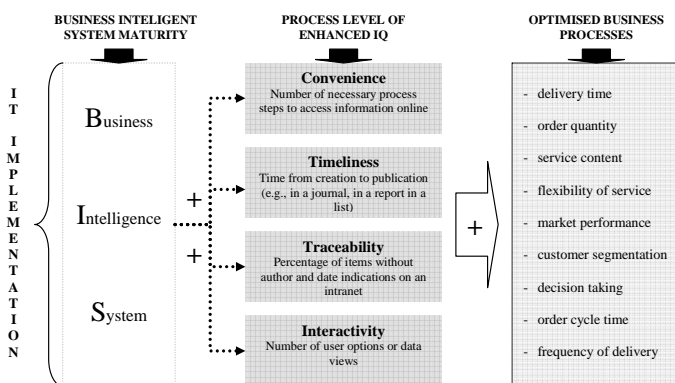 BUSINESS INTELIGENT
SYSTEM MATURITY
PROCESS LEVEL OF
ENHANCED IQ
OPTIMISED BUSINESS
PROCESSES
I
T
I
M
P
L
E
M
E
N
T
A
T
I
O
N
Business
Intelligence
System
+
+
Convenience
Number of necessary process
steps to access information online
Timeliness
Time from creation to publication
(e.g., in a journal, in a report in a
list)
Traceability
Percentage of items without
author and date indications on an
intranet
Interactivity
Number of user options or data
views
+
- delivery time
- order quantity
- service content
- flexibility of service
- market performance
- customer segmentation
- decision taking
- order cycle time
- frequency of delivery